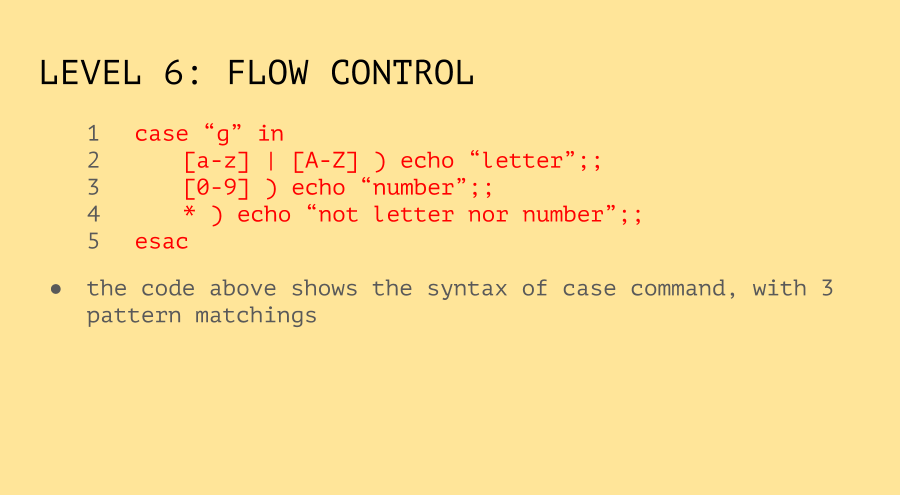 LEVEL 6: FLOW CONTROL
1 case “g” in
2 [a-z] | [A-Z] ) echo “letter”;;
3 [0-9] ) echo “number”;;
4 * ) echo “not letter nor number”;;
5 esac
● the code above shows the syntax of case command, with 3
pattern matchings